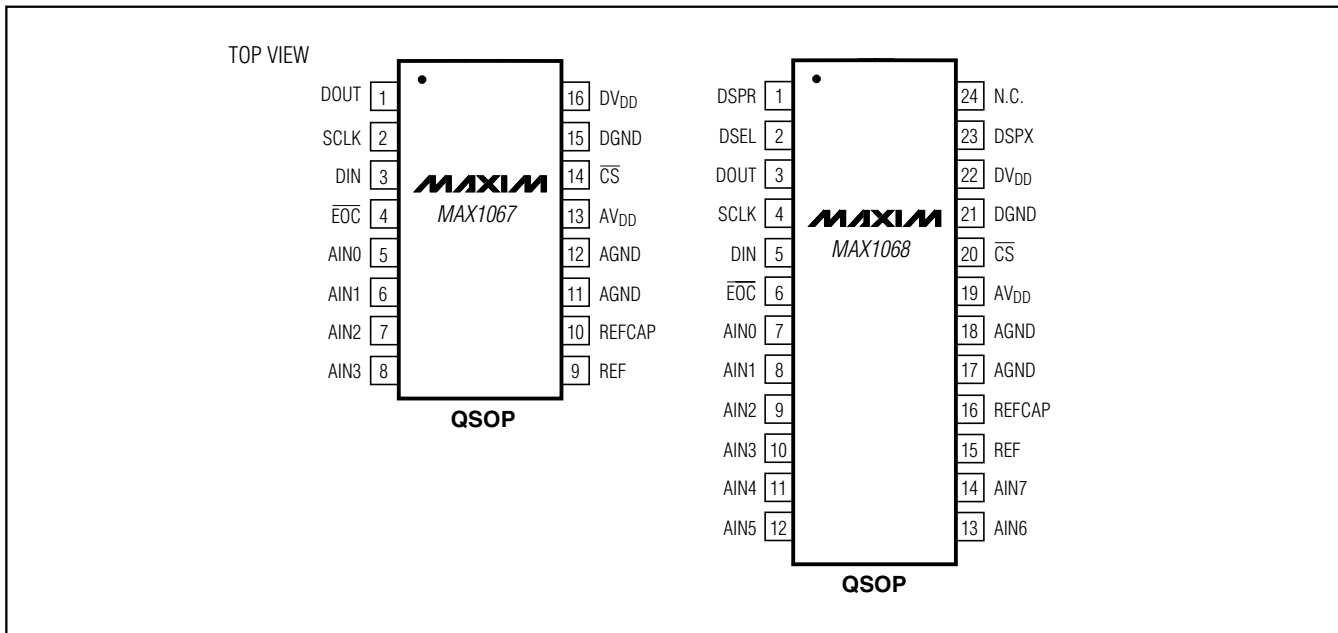 TOP VIEW
DOUT 1
SCLK 2
DIN 3
E̅O̅C̅ 4
AIN0 5
AIN1 6
AIN2 7
AIN3 8
16 DVDD
15 DGND
14 C̅S̅
13 AVDD
12 AGND
11 AGND
10 REFCAP
9 REF
MAXIM
MAX1067
QSOP
DSPR 1
DSEL 2
DOUT 3
SCLK 4
DIN 5
E̅O̅C̅ 6
AIN0 7
AIN1 8
AIN2 9
AIN3 10
AIN4 11
AIN5 12
24 N.C.
23 DSPX
22 DVDD
21 DGND
20 C̅S̅
19 AVDD
18 AGND
17 AGND
16 REFCAP
15 REF
14 AIN7
13 AIN6
MAXIM
MAX1068
QSOP